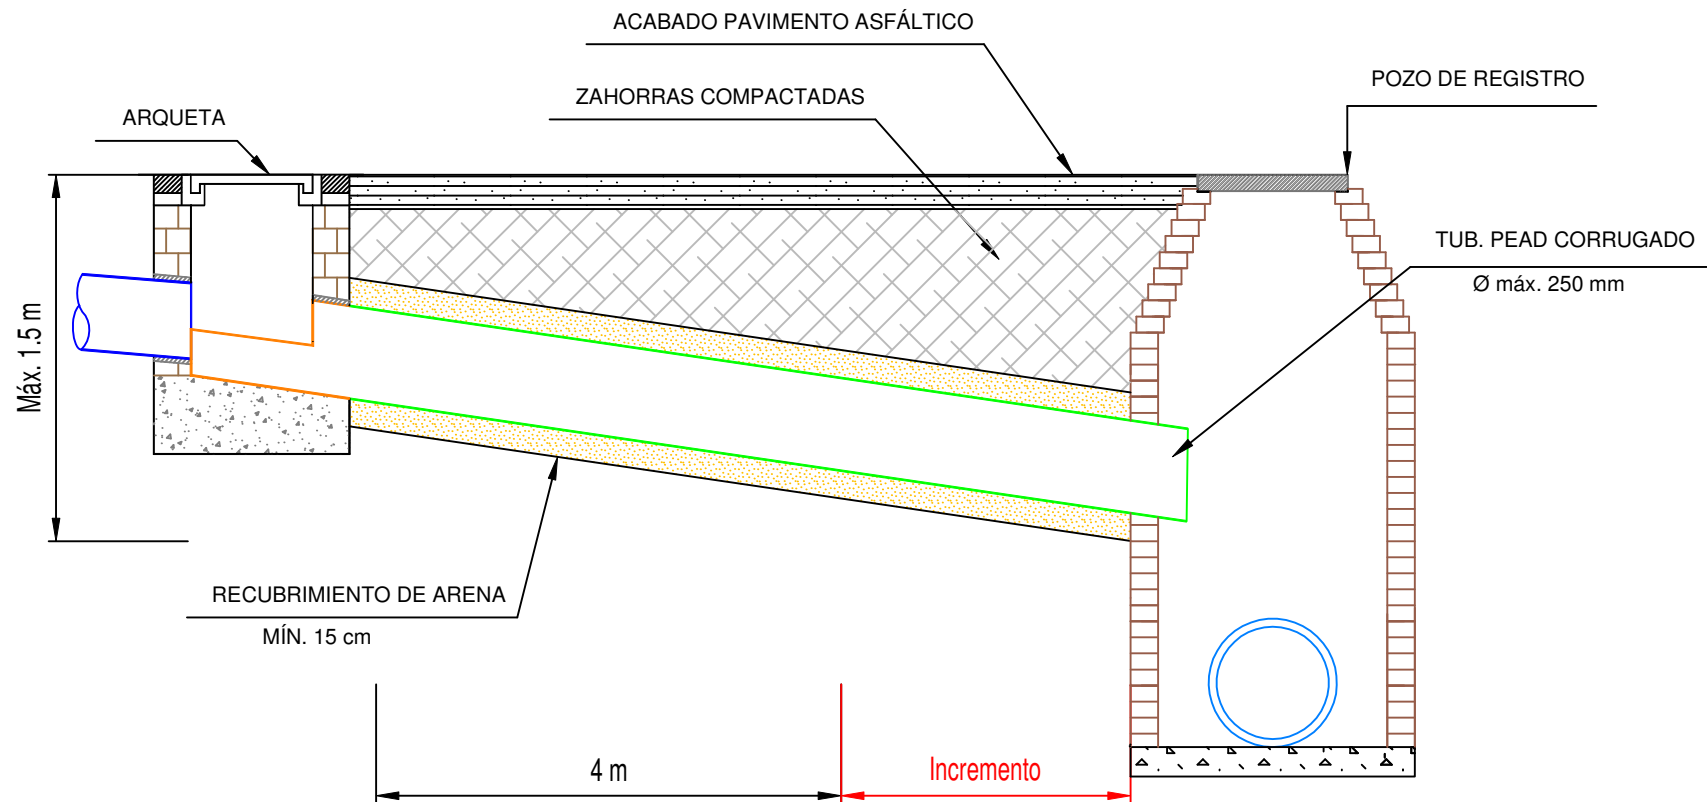 ACABADO PAVIMENTO ASFÁLTICO
POZO DE REGISTRO
ZAHORRAS COMPACTADAS
ARQUETA
TUB. PEAD CORRUGADO
Ø máx. 250 mm
Máx. 1.5 m
RECUBRIMIENTO DE ARENA
MÍN. 15 cm
4 m
Incremento